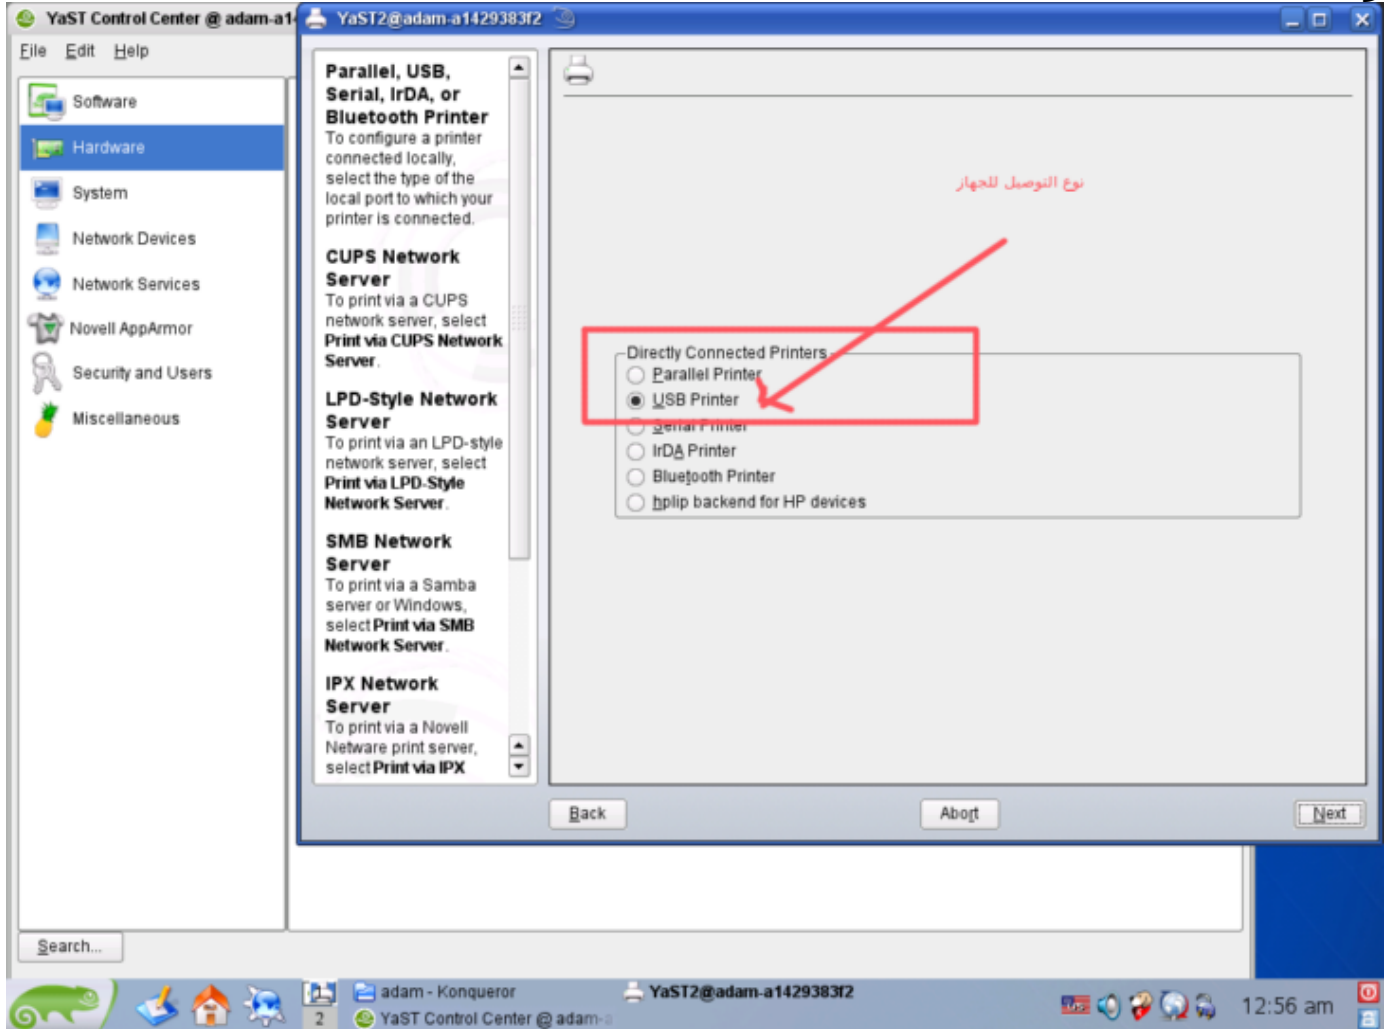 YaST Control Center @ adam-a14
YaST2@adam-a1429383f2
File Edit Help
Software
Hardware
System
Network Devices
Network Services
Novell AppArmor
Security and Users
Miscellaneous
Search...
Parallel, USB,
Serial, IrDA, or
Bluetooth Printer
To configure a printer
connected locally,
select the type of the
local port to which your
printer is connected.
CUPS Network
Server
To print via a CUPS
network server, select
Print via CUPS Network
Server.
LPD-Style Network
Server
To print via an LPD-style
network server, select
Print via LPD-Style
Network Server.
SMB Network
Server
To print via a Samba
server or Windows,
select Print via SMB
Network Server.
IPX Network
Server
To print via a Novell
Netware print server,
select Print via IPX
نوع التوصيل للجهاز
Directly Connected Printers
Parallel Printer
USB Printer
Serial Printer
IrDA Printer
Bluetooth Printer
hplip backend for HP devices
Back
Abort
Next
2
adam - Konqueror
YaST Control Center @ adam-a
YaST2@adam-a1429383f2
12:56 am